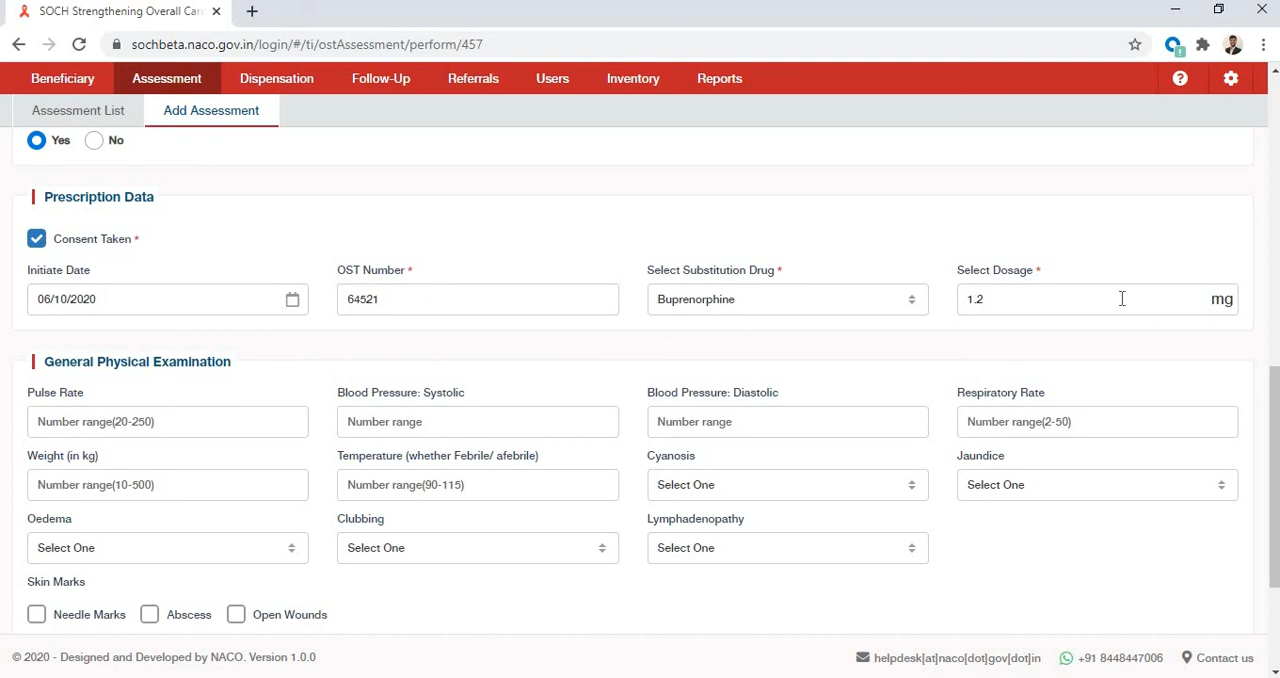 SOCH Strengthening Overall Car
sochbeta.naco.gov.in/login/#/ti/ostAssessment/perform/457
Beneficiary Assessment Dispensation Follow-Up Referrals Users Inventory Reports
Assessment List Add Assessment
Yes No
Prescription Data
Consent Taken *
Initiate Date OST Number * Select Substitution Drug * Select Dosage *
06/10/2020 64521 Buprenorphine 1.2 mg
General Physical Examination
Pulse Rate Blood Pressure: Systolic Blood Pressure: Diastolic Respiratory Rate
Number range(20-250) Number range Number range Number range(2-50)
Weight (in kg) Temperature (whether Febrile/ afebrile) Cyanosis Jaundice
Number range(10-500) Number range(90-115) Select One Select One
Oedema Clubbing Lymphadenopathy
Select One Select One Select One
Skin Marks
Needle Marks Abscess Open Wounds
© 2020 - Designed and Developed by NACO. Version 1.0.0 helpdesk[at]naco[dot]gov[dot]in +91 8448447006 Contact us